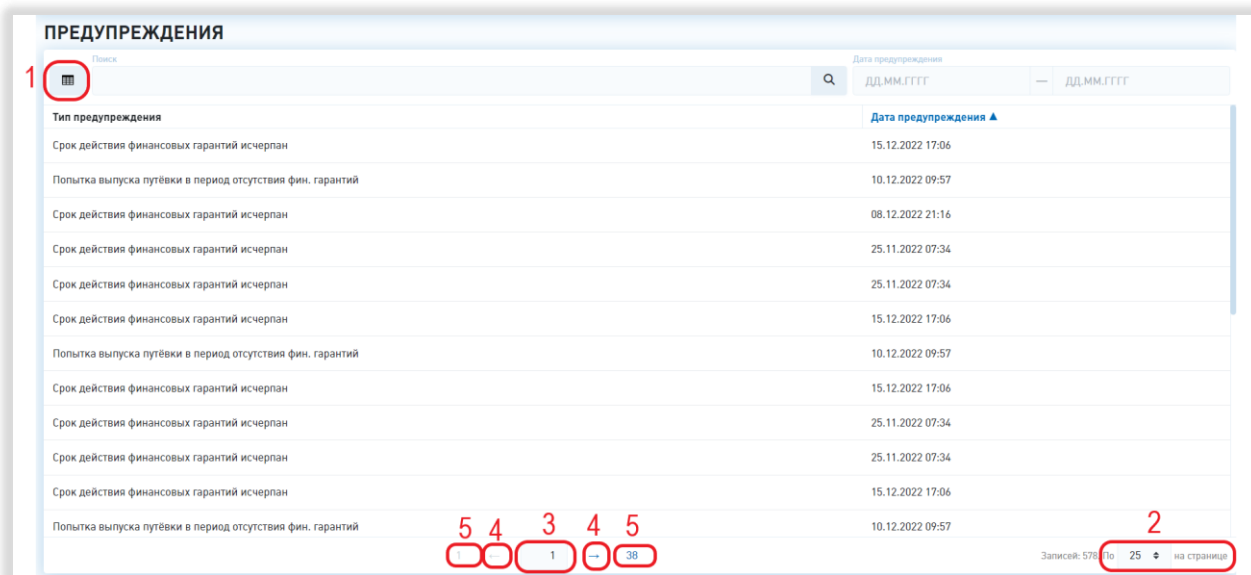 ПРЕДУПРЕЖДЕНИЯ
Поиск Дата предупреждения
1 ДД.ММ.ГГГГ — ДД.ММ.ГГГГ
Тип предупреждения Дата предупреждения ▲
Срок действия финансовых гарантий исчерпан 15.12.2022 17:06
Попытка выпуска путёвки в период отсутствия фин. гарантий 10.12.2022 09:57
Срок действия финансовых гарантий исчерпан 08.12.2022 21:16
Срок действия финансовых гарантий исчерпан 25.11.2022 07:34
Срок действия финансовых гарантий исчерпан 25.11.2022 07:34
Срок действия финансовых гарантий исчерпан 15.12.2022 17:06
Попытка выпуска путёвки в период отсутствия фин. гарантий 10.12.2022 09:57
Срок действия финансовых гарантий исчерпан 15.12.2022 17:06
Срок действия финансовых гарантий исчерпан 25.11.2022 07:34
Срок действия финансовых гарантий исчерпан 25.11.2022 07:34
Срок действия финансовых гарантий исчерпан 15.12.2022 17:06
Попытка выпуска путёвки в период отсутствия фин. гарантий 10.12.2022 09:57
5 4 3 4 5 2
1 ← 1 → 38 Записей: 578. По 25 на странице